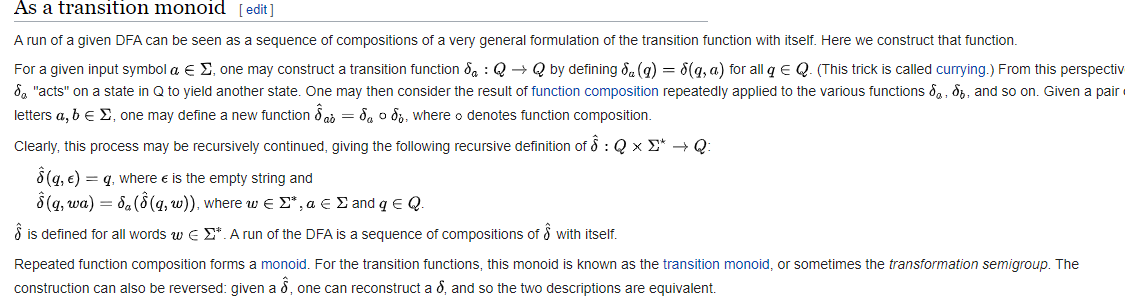 As a transition monoid [ edit ]
A run of a given DFA can be seen as a sequence of compositions of a very general formulation of the transition function with itself. Here we construct that function.
For a given input symbol a ∈ Σ, one may construct a transition function δₐ : Q → Q by defining δₐ(q) = δ(q, a) for all q ∈ Q. (This trick is called currying.) From this perspectiv
δₐ "acts" on a state in Q to yield another state. One may then consider the result of function composition repeatedly applied to the various functions δₐ, δ_b, and so on. Given a pair
letters a, b ∈ Σ, one may define a new function δ̂_ab = δₐ ∘ δ_b, where ∘ denotes function composition.
Clearly, this process may be recursively continued, giving the following recursive definition of δ̂ : Q × Σ* → Q:
δ̂(q, ϵ) = q, where ϵ is the empty string and
δ̂(q, wa) = δₐ(δ̂(q, w)), where w ∈ Σ*, a ∈ Σ and q ∈ Q.
δ̂ is defined for all words w ∈ Σ*. A run of the DFA is a sequence of compositions of δ̂ with itself.
Repeated function composition forms a monoid. For the transition functions, this monoid is known as the transition monoid, or sometimes the transformation semigroup. The
construction can also be reversed: given a δ̂, one can reconstruct a δ, and so the two descriptions are equivalent.